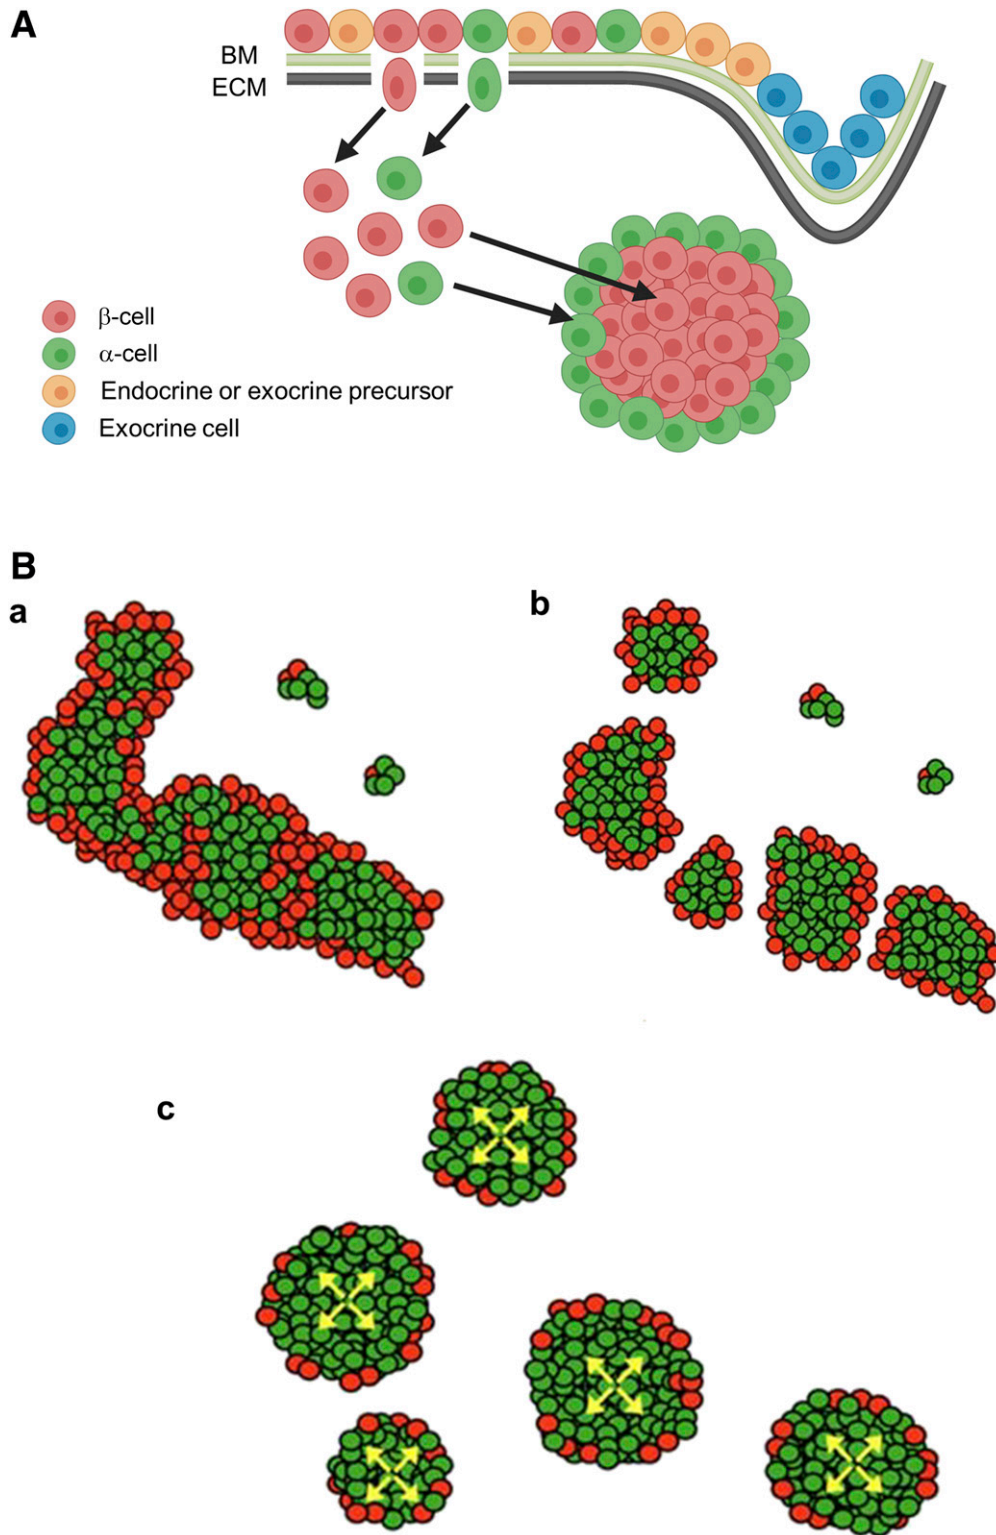 A
BM
ECM
β-cell
α-cell
Endocrine or exocrine precursor
Exocrine cell
B
a
b
c